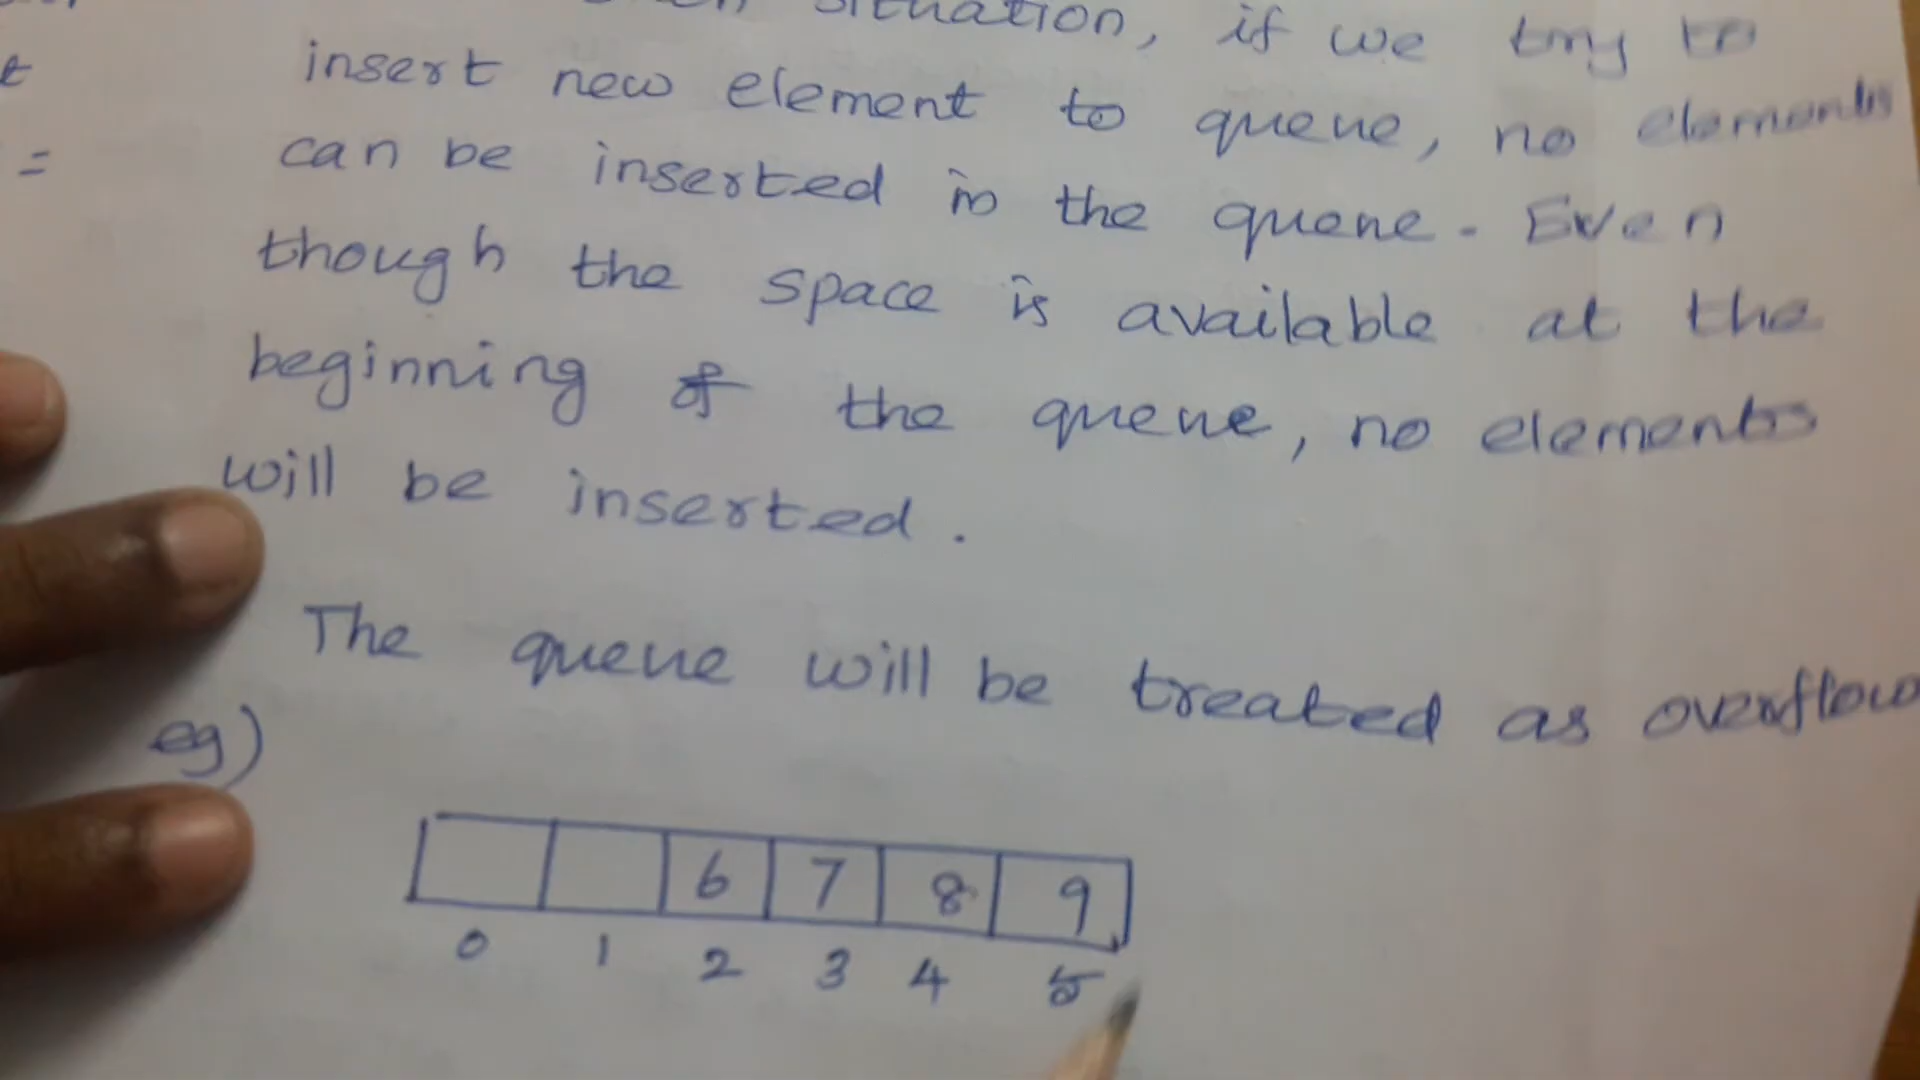 situation, if we try to
insert new element to queue, no elements
can be inserted in the queue. Even
though the space is available at the
beginning of the queue, no elements
will be inserted.
The queue will be treated as overflow
eg)
6 7 8 9
0 1 2 3 4 5